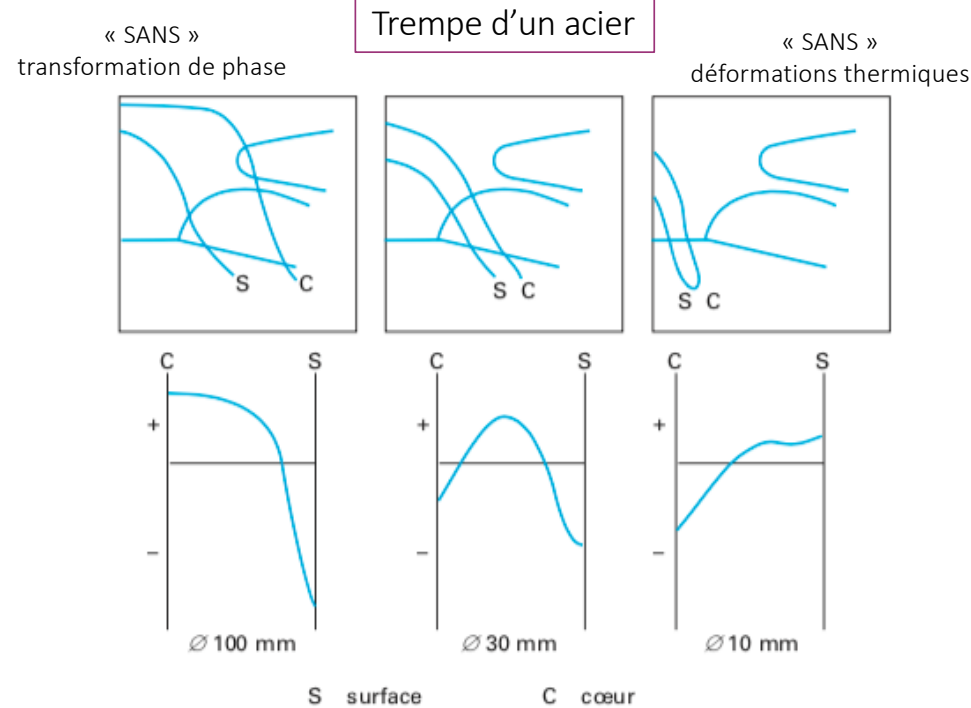 Trempe d’un acier
« SANS »
transformation de phase
« SANS »
déformations thermiques
S C
S C
S C
C S
+
–
C S
+
–
C S
+
–
∅ 100 mm
∅ 30 mm
∅ 10 mm
S surface C cœur